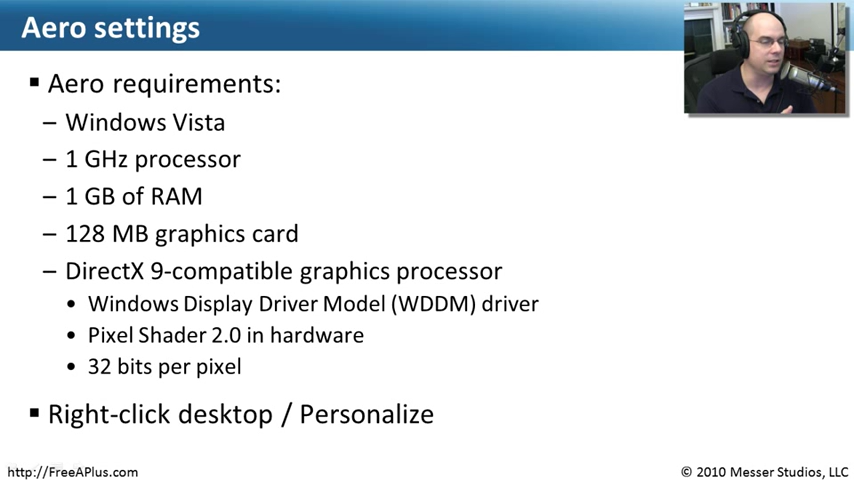 Aero settings
▪ Aero requirements:
– Windows Vista
– 1 GHz processor
– 1 GB of RAM
– 128 MB graphics card
– DirectX 9-compatible graphics processor
• Windows Display Driver Model (WDDM) driver
• Pixel Shader 2.0 in hardware
• 32 bits per pixel
▪ Right-click desktop / Personalize
http://FreeAPlus.com
© 2010 Messer Studios, LLC